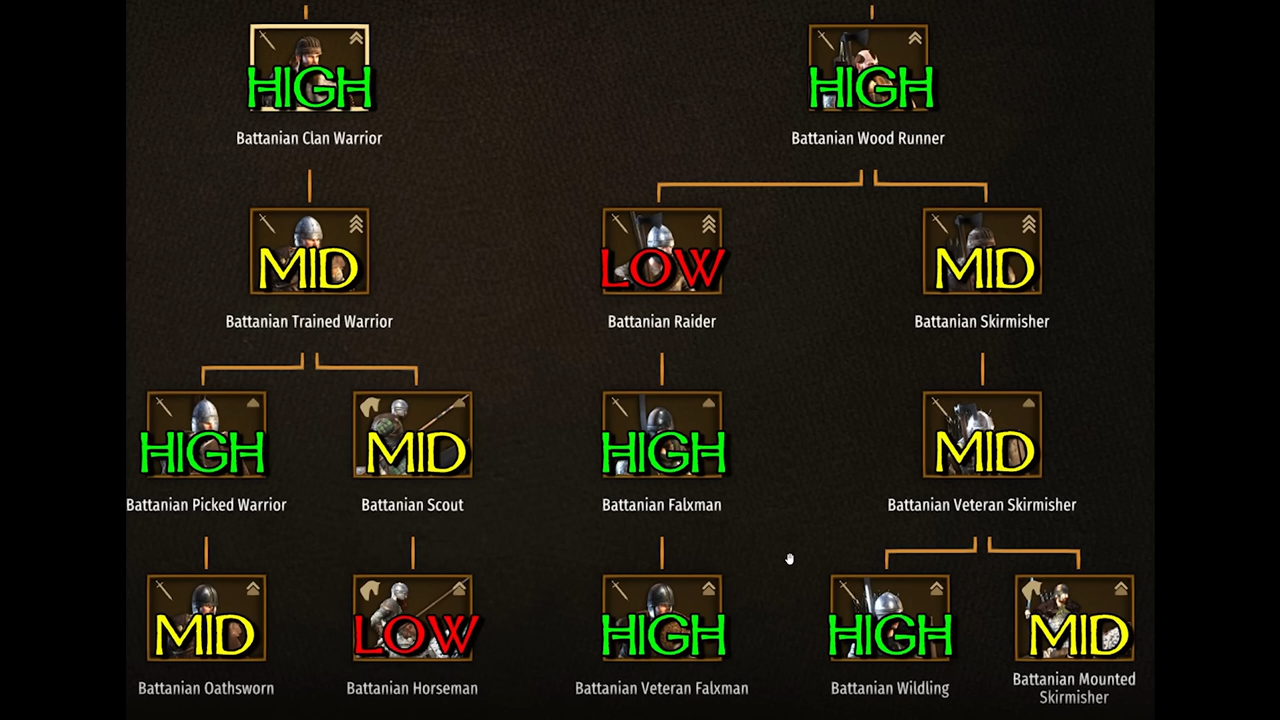 HIGH
HIGH
Battanian Clan Warrior
Battanian Wood Runner
MID
LOW
MID
Battanian Trained Warrior
Battanian Raider
Battanian Skirmisher
HIGH
MID
HIGH
MID
Battanian Picked Warrior
Battanian Scout
Battanian Falxman
Battanian Veteran Skirmisher
MID
LOW
HIGH
HIGH
MID
Battanian Oathsworn
Battanian Horseman
Battanian Veteran Falxman
Battanian Wildling
Battanian Mounted
Skirmisher